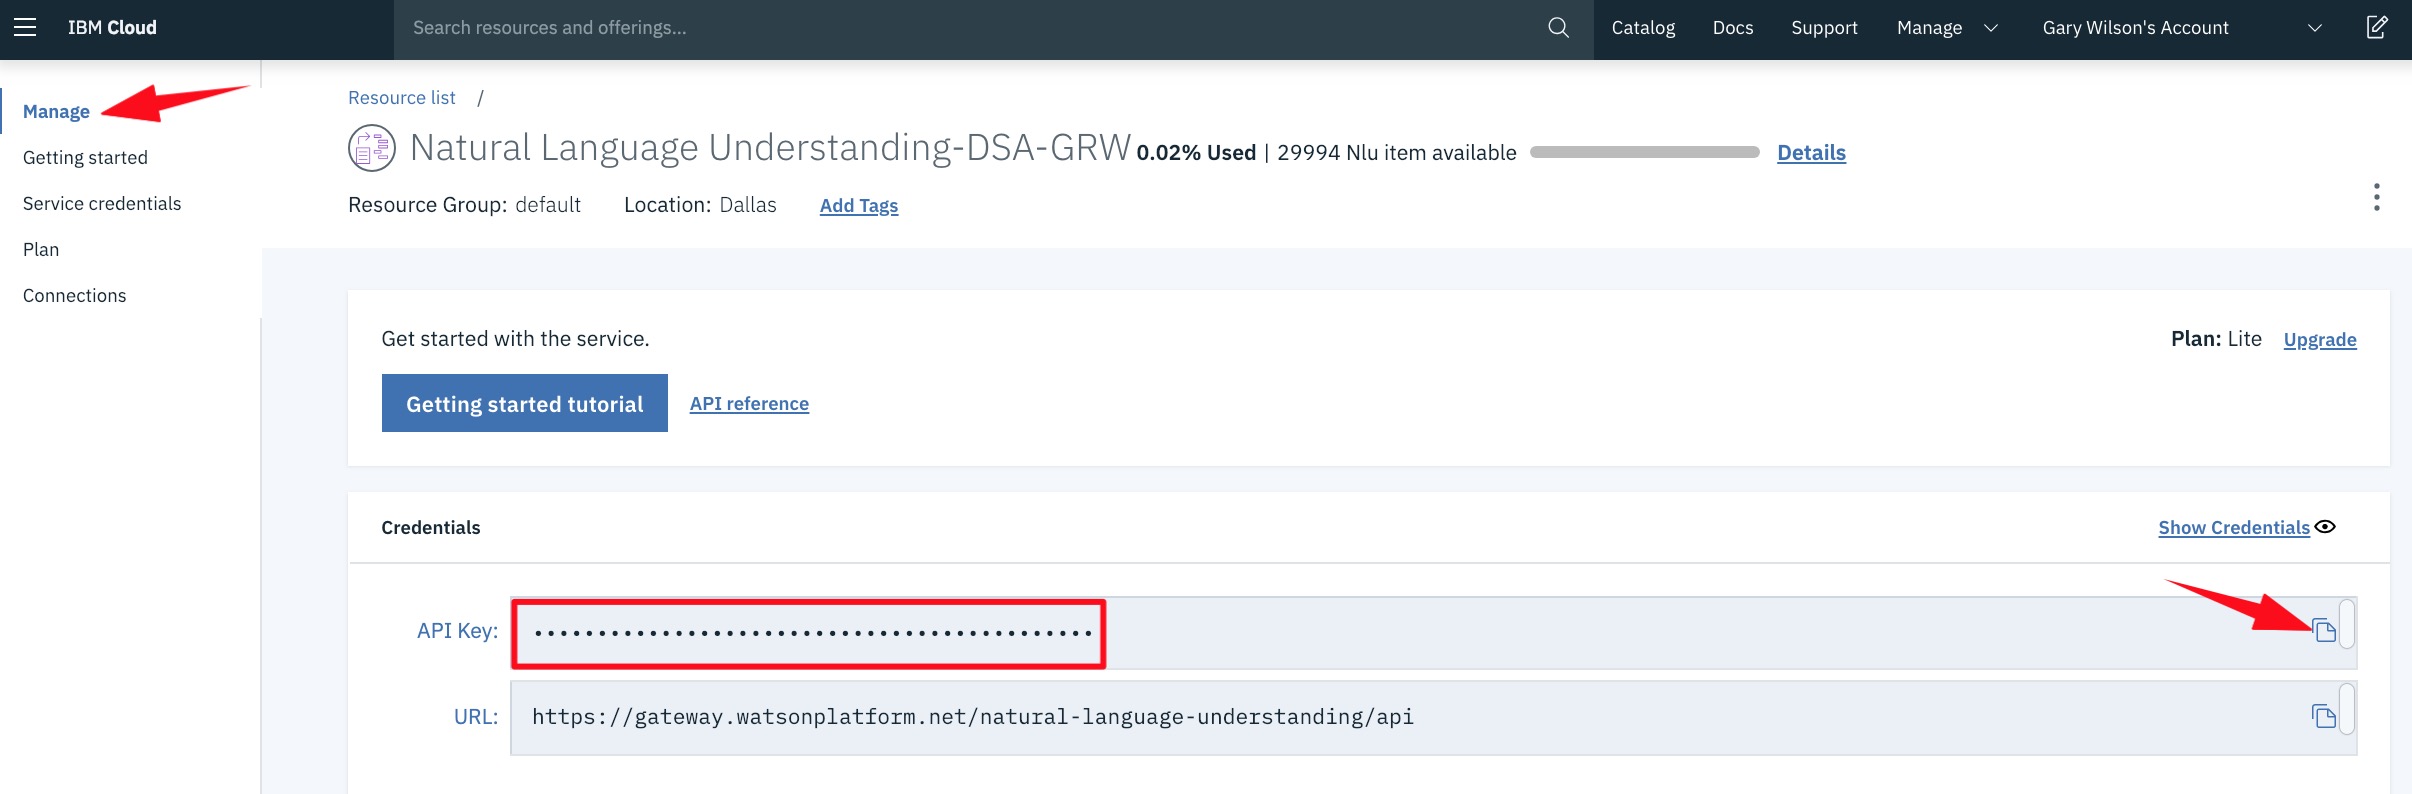 IBM Cloud
Search resources and offerings...
Catalog
Docs
Support
Manage
Gary Wilson's Account
Manage
Getting started
Service credentials
Plan
Connections
Resource list /
Natural Language Understanding-DSA-GRW 0.02% Used | 29994 Nlu item available Details
Resource Group: default Location: Dallas Add Tags
Get started with the service.
Plan: Lite Upgrade
Getting started tutorial API reference
Credentials
Show Credentials
API Key: ••••••••••••••••••••••••••••••••••••••••••••
URL: https://gateway.watsonplatform.net/natural-language-understanding/api